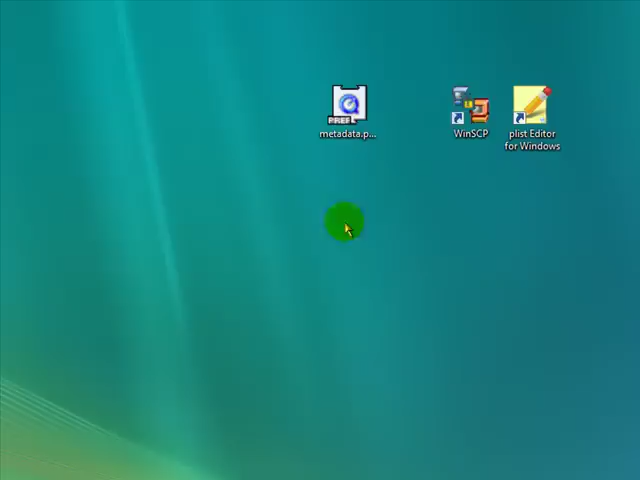 PREF
metadata.p...
WinSCP
plist Editor
for Windows